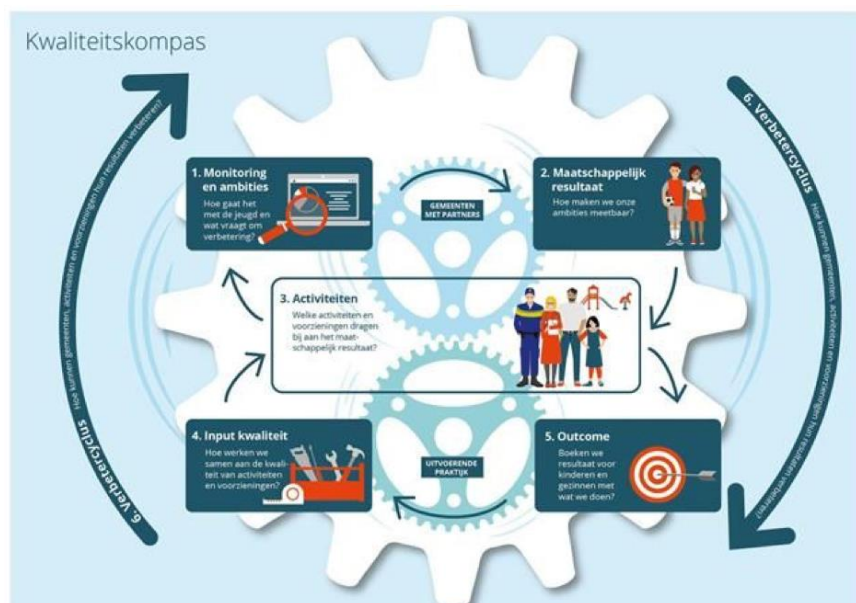 Kwaliteitskompas
1. Monitoring
en ambities
Hoe gaat het
met de jeugd en
wat vraagt om
verbetering?
GEMEENTEN
MET PARTNERS
2. Maatschappelijk
resultaat
Hoe maken we onze
ambities meetbaar?
3. Activiteiten
Welke activiteiten en
voorzieningen dragen
bij aan het maat-
schappelijk resultaat?
4. Input kwaliteit
Hoe werken we
samen aan de kwali-
teit van activiteiten
en voorzieningen?
UITVOERENDE
PRAKTIJK
5. Outcome
Boeken we
resultaat voor
kinderen en
gezinnen met
wat we doen?
6. Verbetercyclus Hoe kunnen gemeenten, activiteiten en voorzieningen hun resultaten verbeteren?
6. Verbetercyclus Hoe kunnen gemeenten, activiteiten en voorzieningen hun resultaten verbeteren?